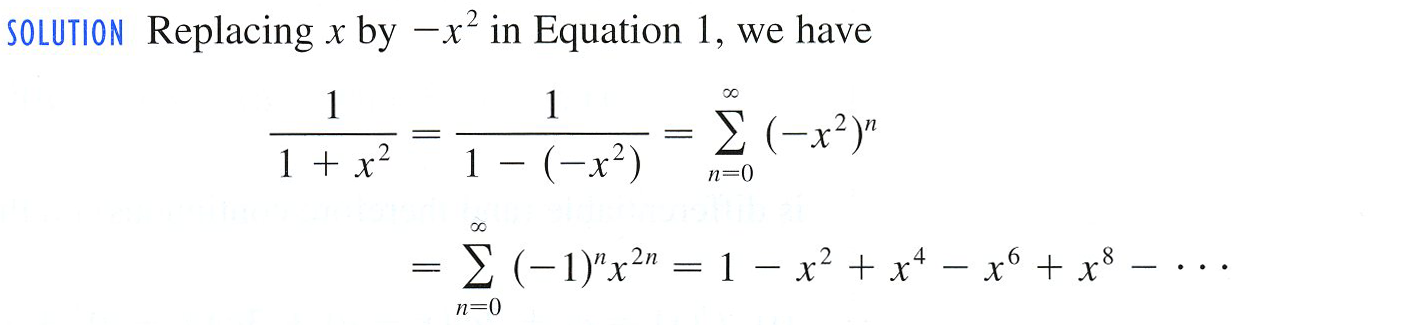 SOLUTION Replacing x by −x² in Equation 1, we have
1/(1 + x²) = 1/(1 − (−x²)) = ∑_{n=0}^{∞} (−x²)ⁿ
= ∑_{n=0}^{∞} (−1)ⁿx²ⁿ = 1 − x² + x⁴ − x⁶ + x⁸ − ⋯